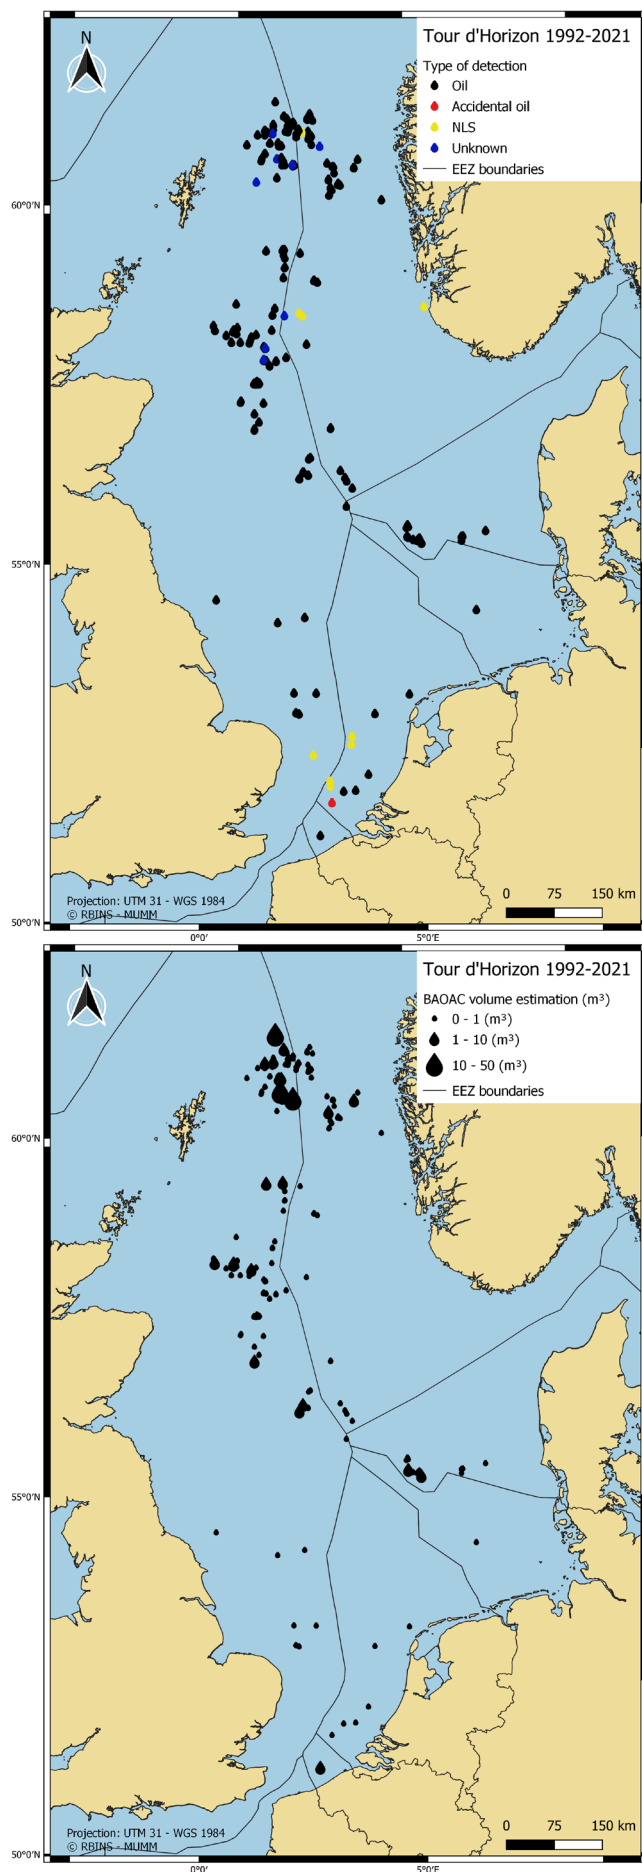 Tour d'Horizon 1992-2021
N
Type of detection
Oil
Accidental oil
NLS
Unknown
EEZ boundaries
60°0'N
55°0'N
Projection: UTM 31 - WGS 1984
© RBINS - MUMM
0 75 150 km
50°0'N
0°0' 5°0'E
Tour d'Horizon 1992-2021
N
BAOAC volume estimation (m³)
0 - 1 (m³)
1 - 10 (m³)
10 - 50 (m³)
EEZ boundaries
60°0'N
55°0'N
Projection: UTM 31 - WGS 1984
© RBINS - MUMM
0 75 150 km
50°0'N
0°0' 5°0'E